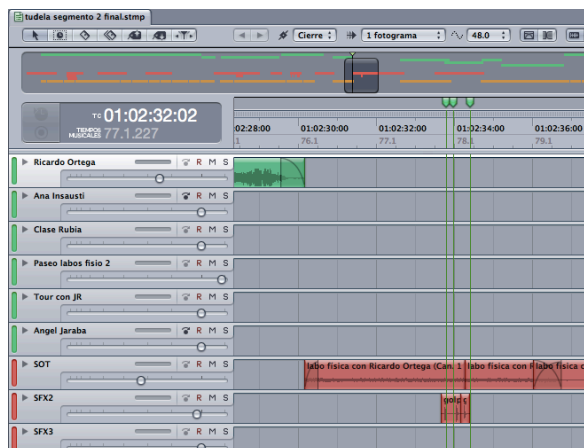 tudela segmento 2 final.stmp
Cierre
1 fotograma
48.0
TC 01:02:32:02
TIEMPOS MUSICALES 77.1.227
02:28:00 01:02:30:00 01:02:32:00 01:02:34:00 01:02:36:00
.1 76.1 77.1 78.1 79.1
Ricardo Ortega R M S
Ana Insausti R M S
Clase Rubia R M S
Paseo labos fisio 2 R M S
Tour con JR R M S
Angel Jaraba R M S
SOT R M S
labo fisica con Ricardo Ortega (Can. 1 labo fisica con labo fisica c
SFX2 R M S
SFX3 R M S